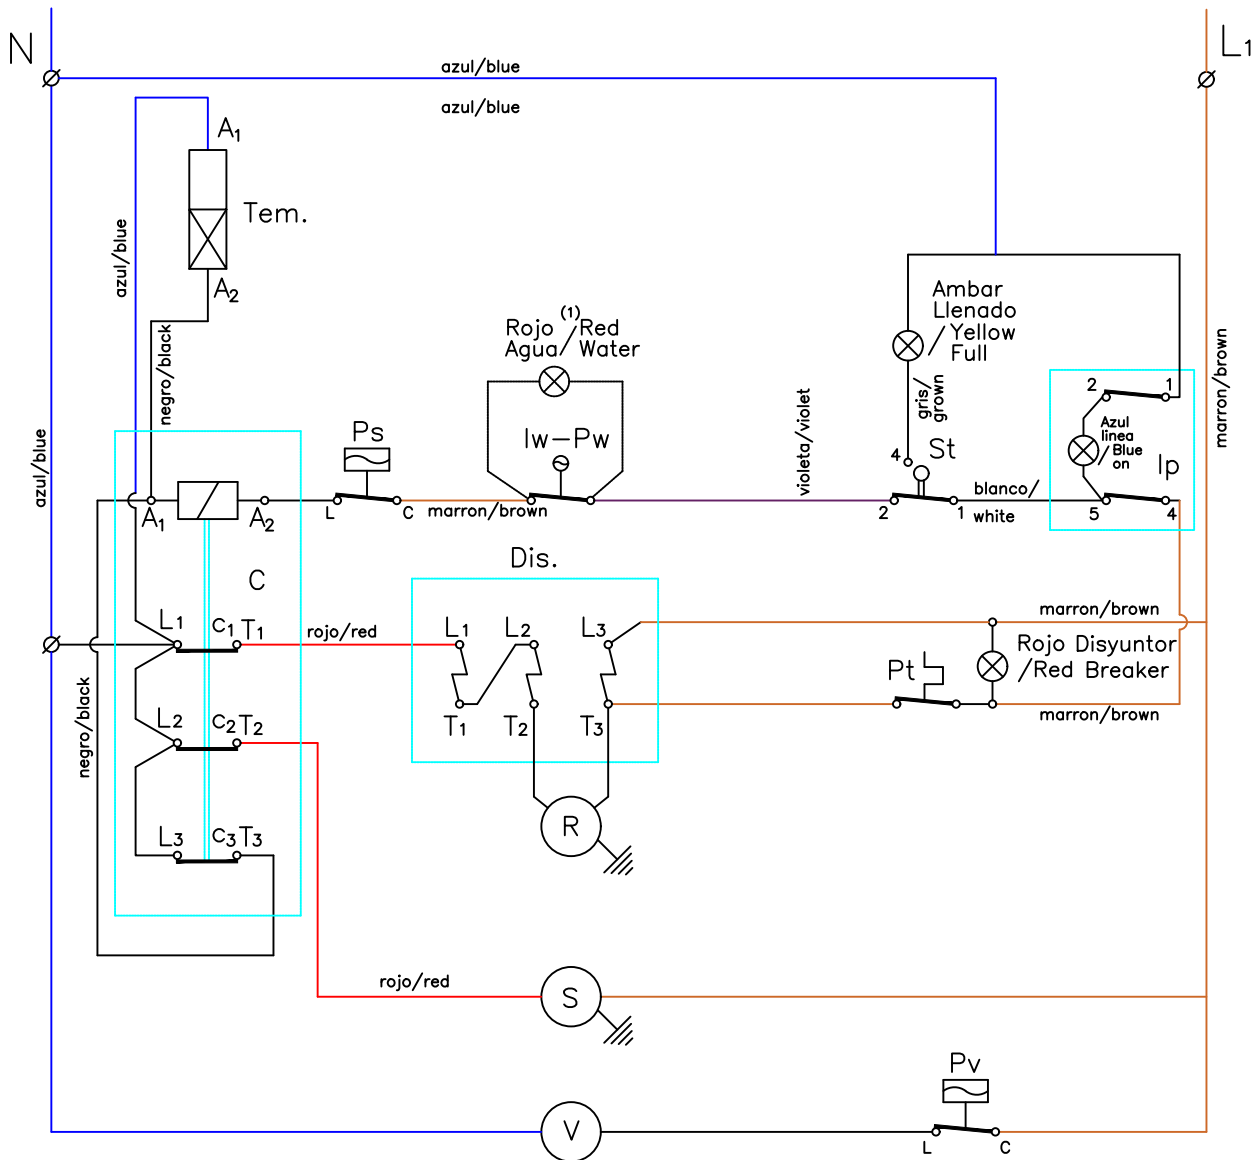 N
L1
azul/blue
azul/blue
A1
Tem.
azul/blue
A2
negro/black
Rojo (1)/Red
Agua/Water
Ambar
Llenado
/Yellow
Full
gris/
grown
marron/brown
2
1
Azul
linea
/Blue
on
Ip
Ps
Iw-Pw
violeta/violet
4
St
azul/blue
A1
A2
L
C
marron/brown
2
1
blanco/
white
5
4
C
Dis.
L1
C1
T1
rojo/red
L1
L2
L3
marron/brown
Rojo Disyuntor
/Red Breaker
Pt
T1
T2
T3
marron/brown
negro/black
L2
C2
T2
R
L3
C3
T3
rojo/red
S
Pv
V
L
C